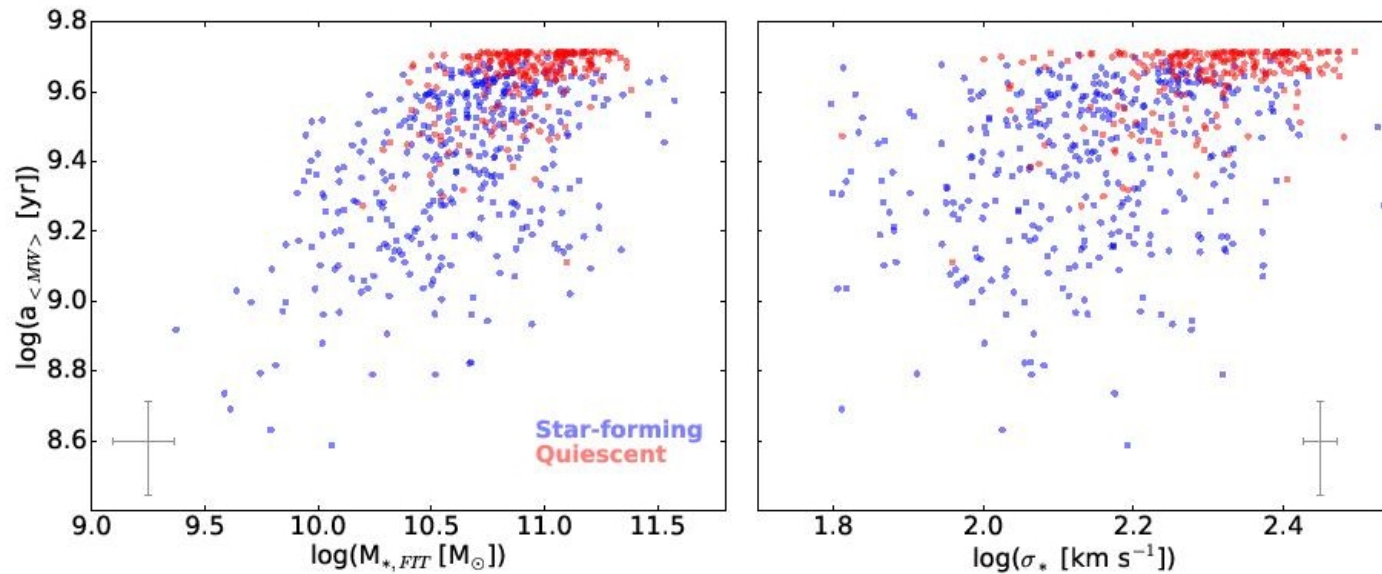 9.8
9.6
9.4
9.2
9.0
8.8
8.6
log(a<MW> [yr])
Star-forming
Quiescent
9.0 9.5 10.0 10.5 11.0 11.5
log(M*,FIT [M⊙])
1.8 2.0 2.2 2.4
log(σ* [km s⁻¹])